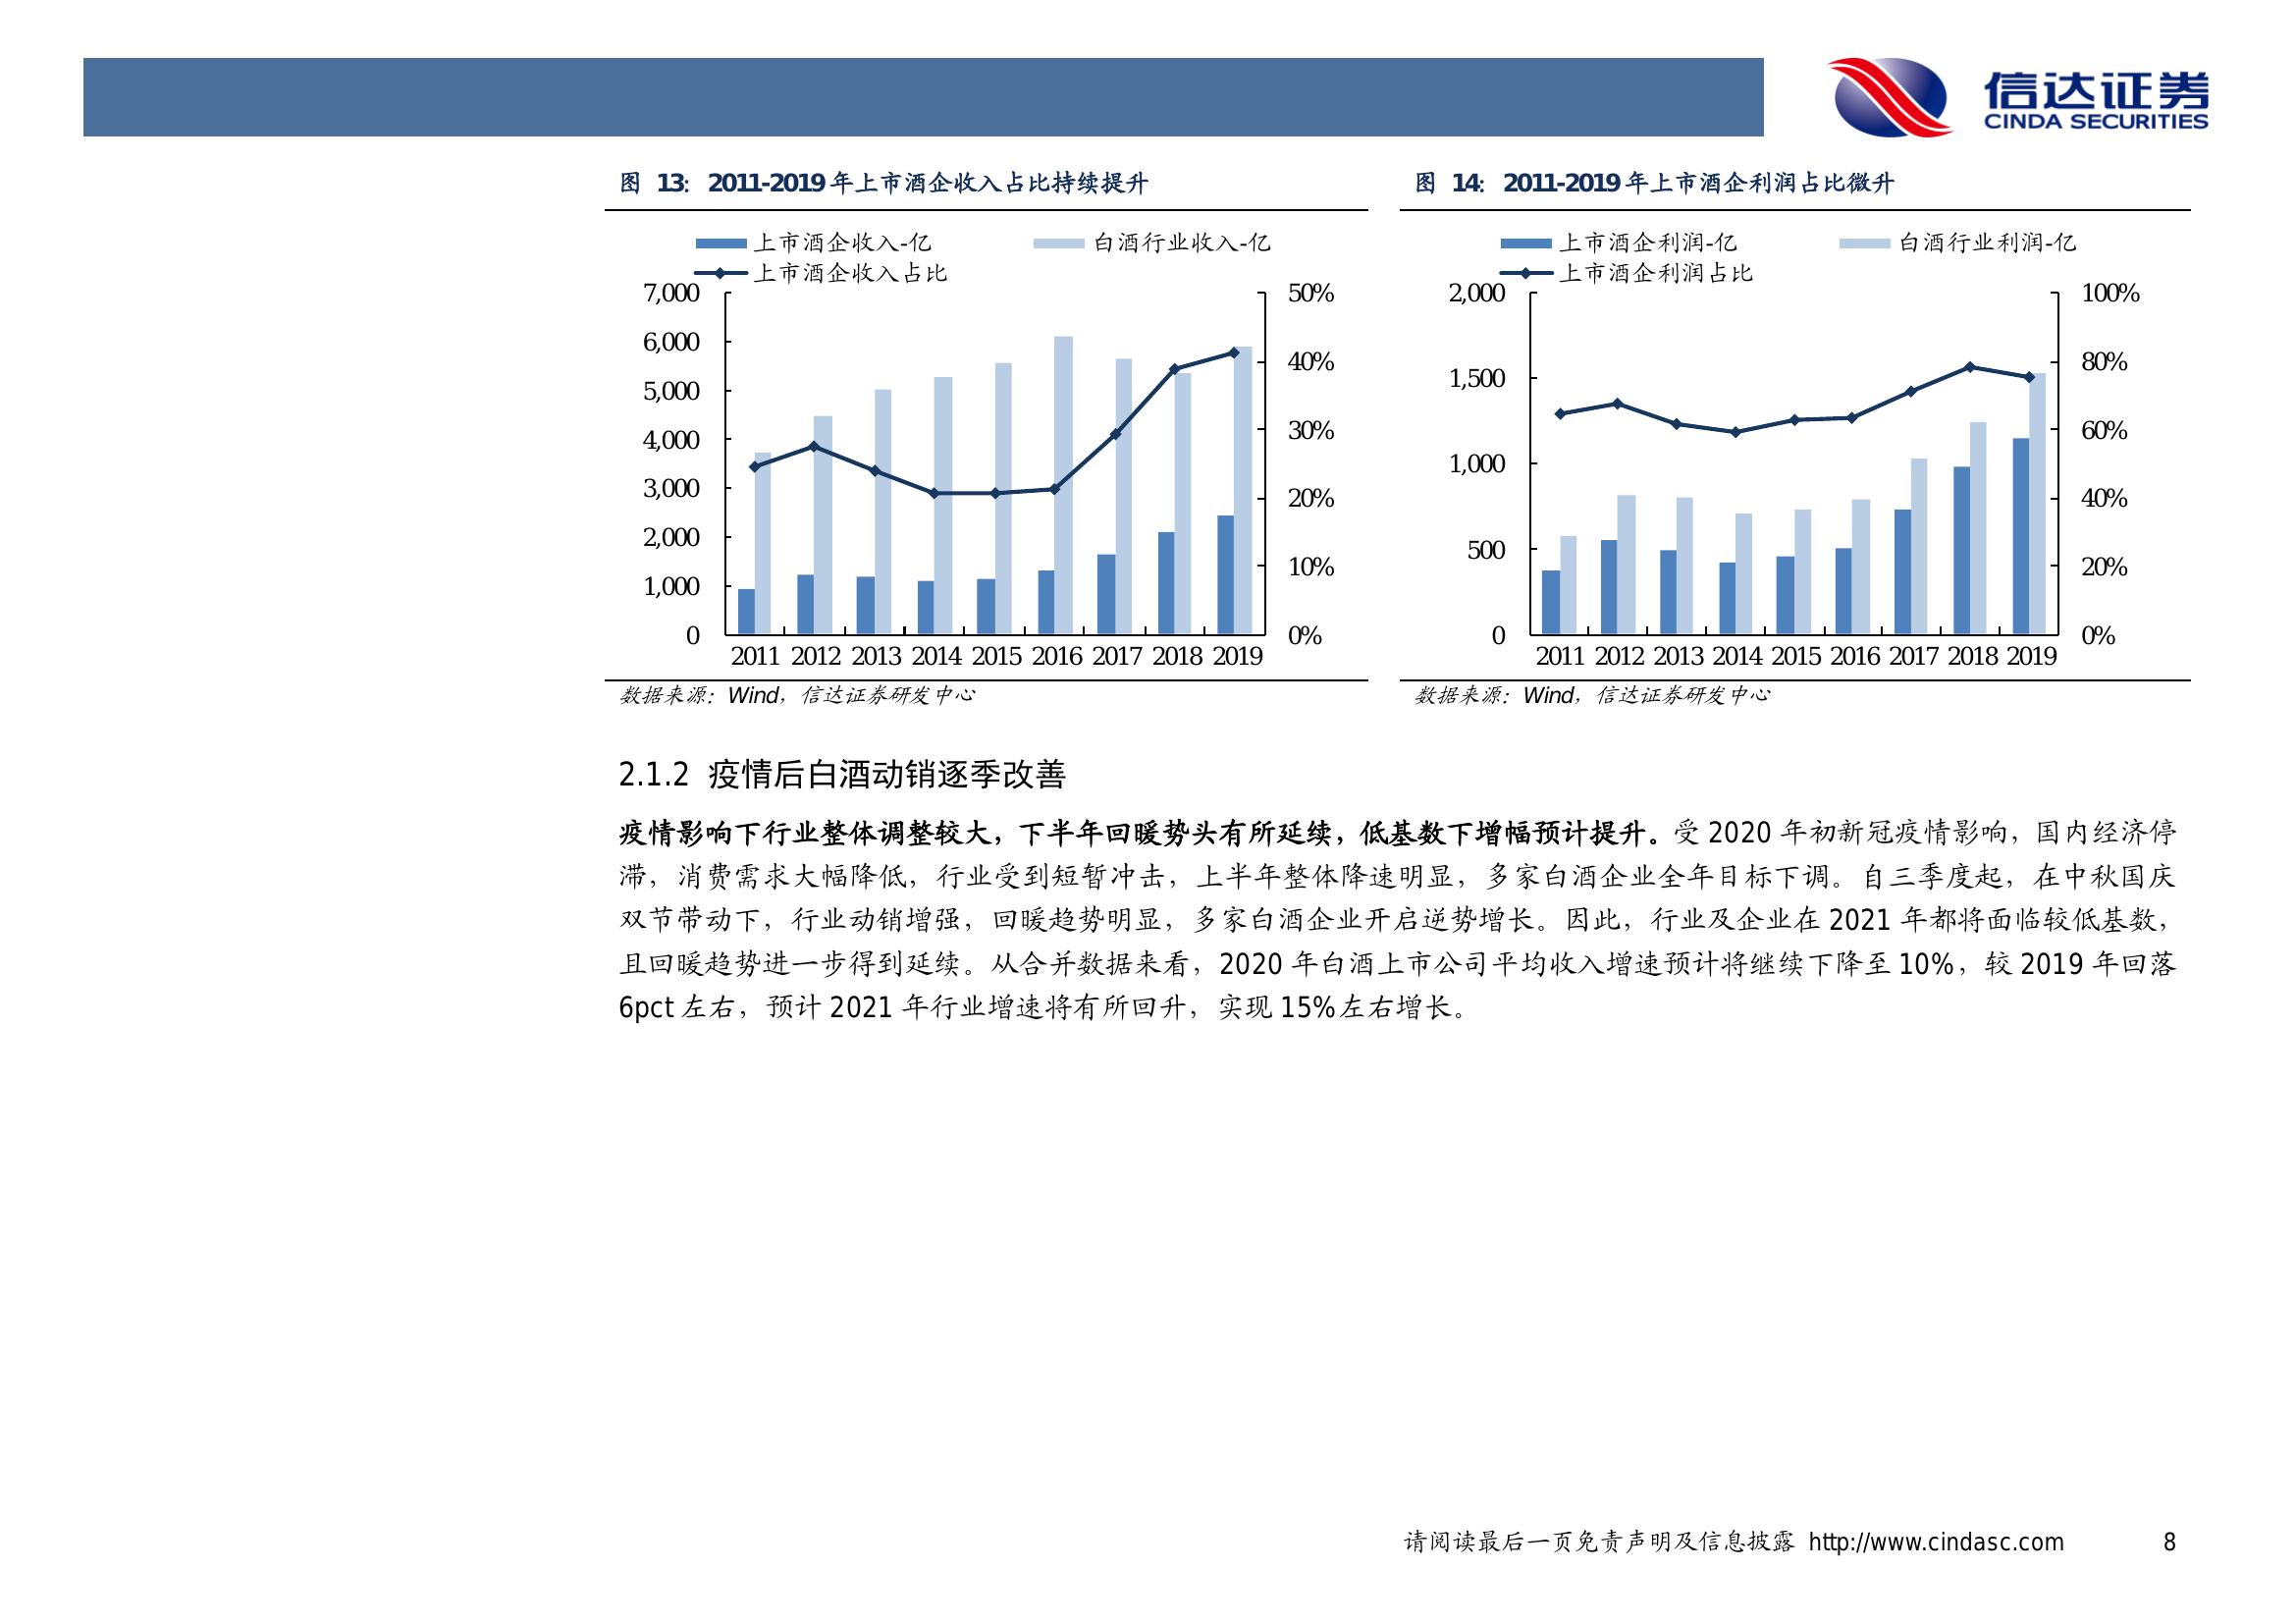 信达证券
CINDA SECURITIES
图 13: 2011-2019 年上市酒企收入占比持续提升
上市酒企收入-亿
白酒行业收入-亿
上市酒企收入占比
7,000
6,000
5,000
4,000
3,000
2,000
1,000
0
50%
40%
30%
20%
10%
0%
2011 2012 2013 2014 2015 2016 2017 2018 2019
数据来源：Wind，信达证券研发中心
图 14: 2011-2019 年上市酒企利润占比微升
上市酒企利润-亿
白酒行业利润-亿
上市酒企利润占比
2,000
1,500
1,000
500
0
100%
80%
60%
40%
20%
0%
2011 2012 2013 2014 2015 2016 2017 2018 2019
数据来源：Wind，信达证券研发中心
2.1.2 疫情后白酒动销逐季改善
疫情影响下行业整体调整较大，下半年回暖势头有所延续，低基数下增幅预计提升。受 2020 年初新冠疫情影响，国内经济停
滞，消费需求大幅降低，行业受到短暂冲击，上半年整体降速明显，多家白酒企业全年目标下调。自三季度起，在中秋国庆
双节带动下，行业动销增强，回暖趋势明显，多家白酒企业开启逆势增长。因此，行业及企业在 2021 年都将面临较低基数，
且回暖趋势进一步得到延续。从合并数据来看，2020 年白酒上市公司平均收入增速预计将继续下降至 10%，较 2019 年回落
6pct 左右，预计 2021 年行业增速将有所回升，实现 15%左右增长。
请阅读最后一页免责声明及信息披露 http://www.cindasc.com 8